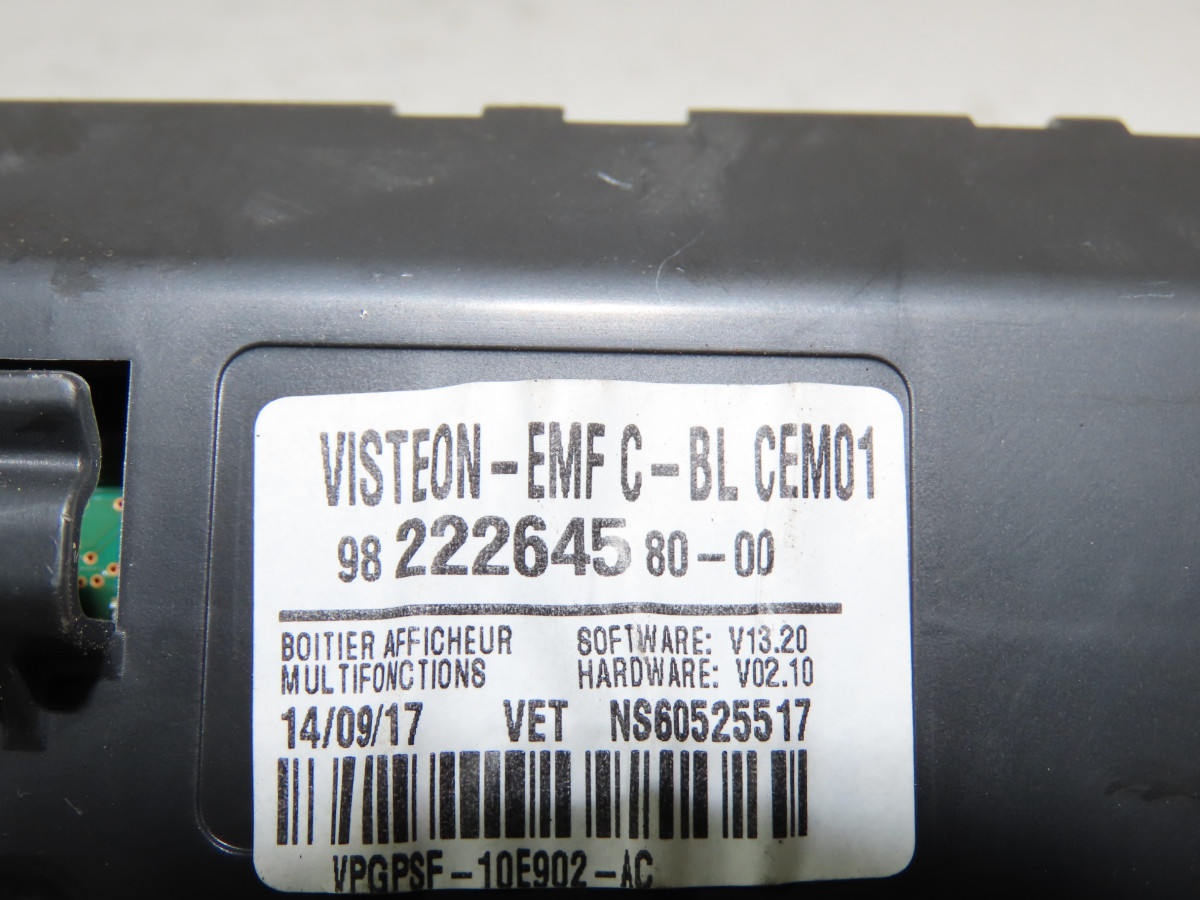 VISTEON-EMF C-BL CEM01
98 222645 80-00
BOITIER AFFICHEUR SOFTWARE: V13.20
MULTIFONCTIONS HARDWARE: V02.10
14/09/17 VET NS60525517
VPGPSF-10E902-AC